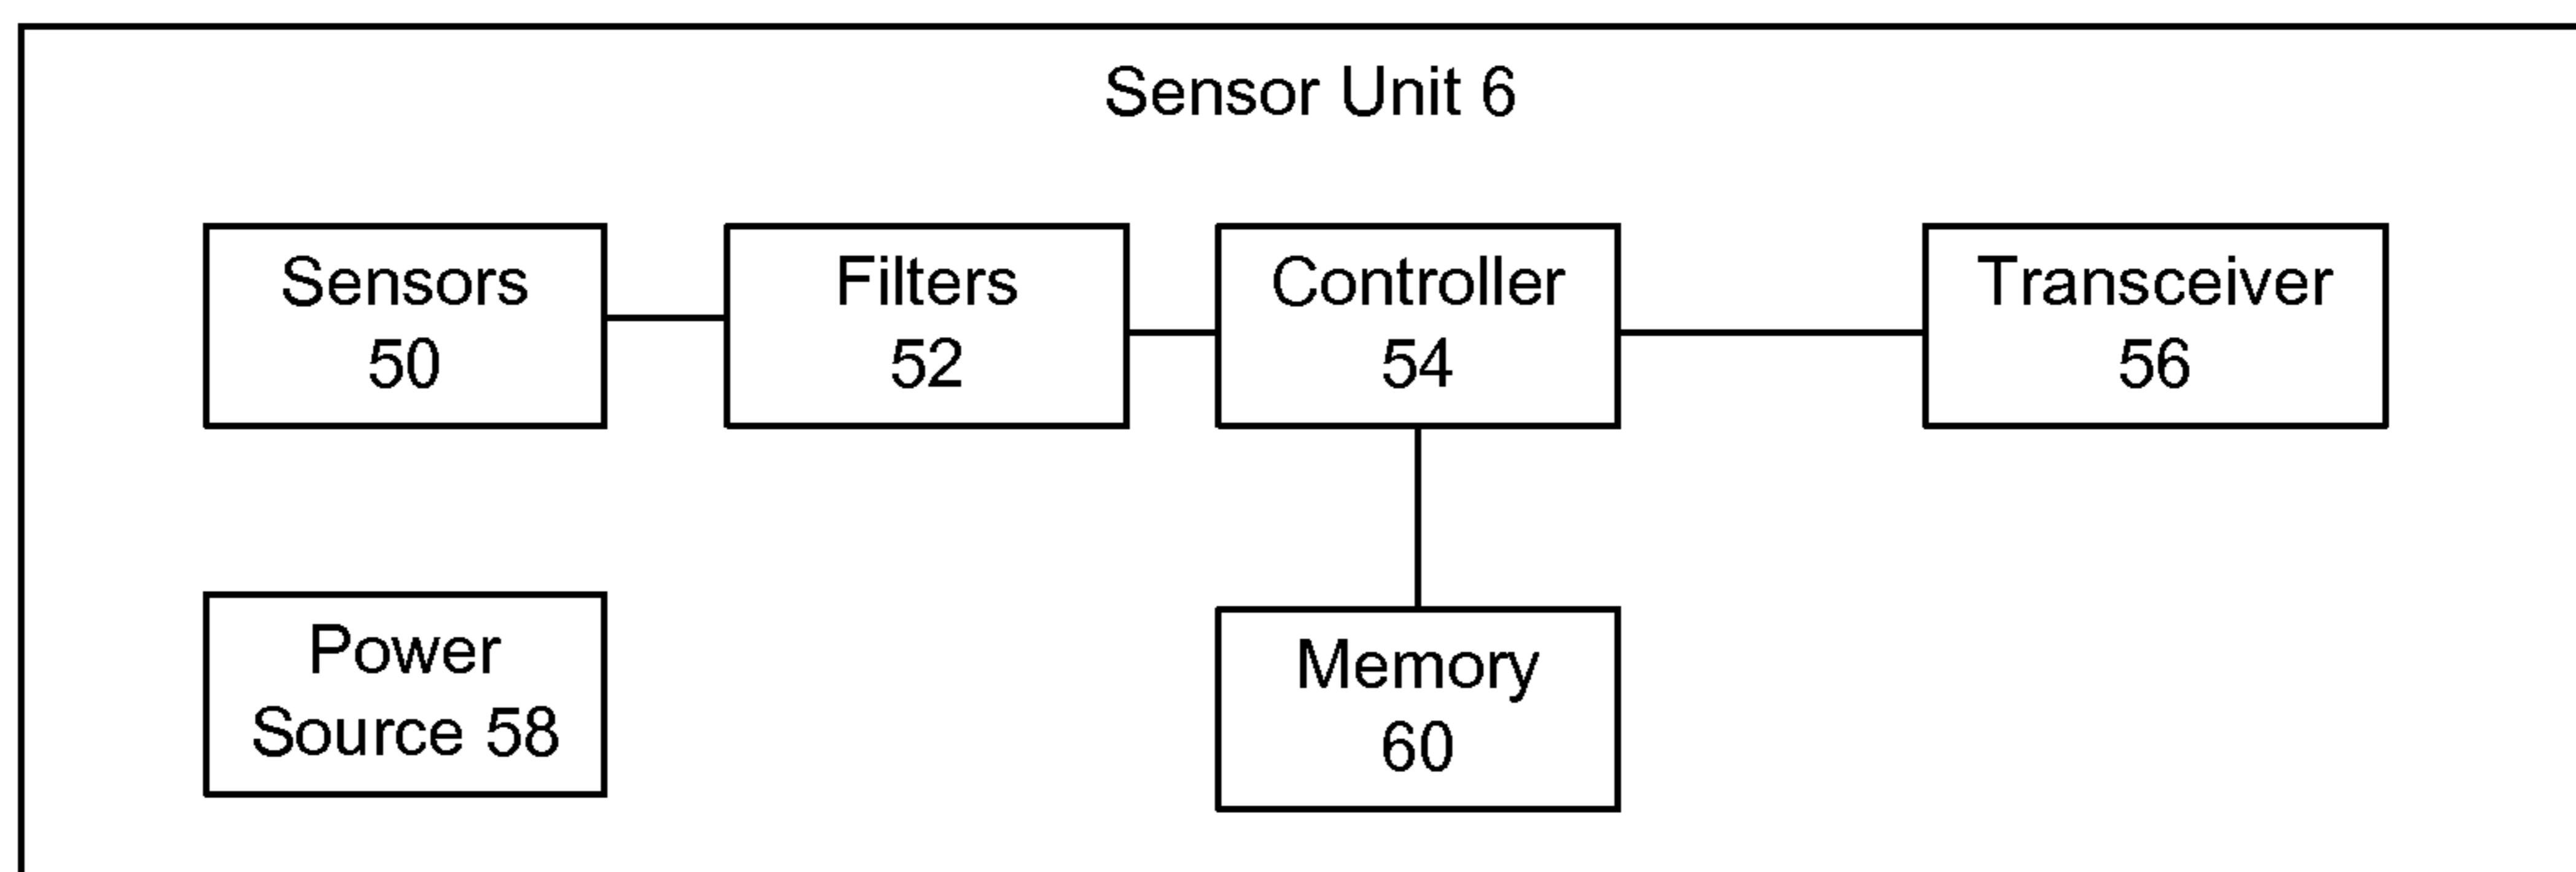 Sensor Unit 6
Sensors
50
Filters
52
Controller
54
Transceiver
56
Power
Source 58
Memory
60